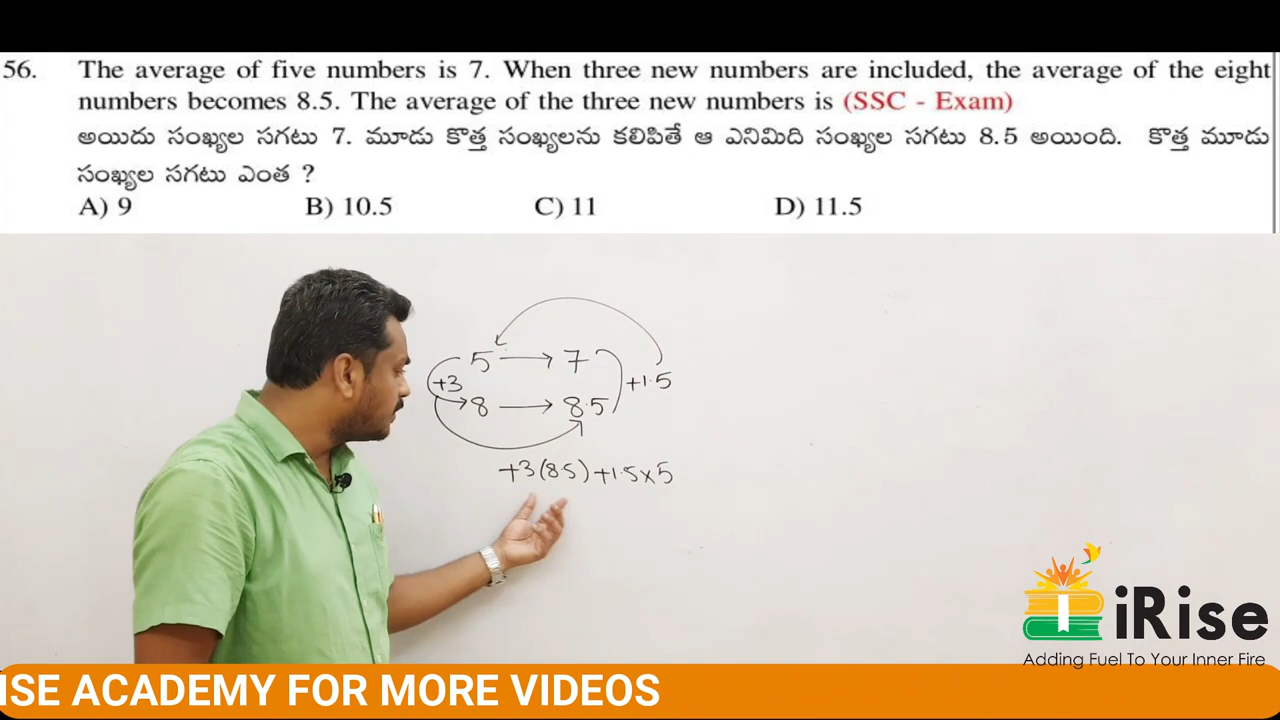 56. The average of five numbers is 7. When three new numbers are included, the average of the eight
numbers becomes 8.5. The average of the three new numbers is (SSC - Exam)
అయిదు సంఖ్యల సగటు 7. మూడు కొత్త సంఖ్యలను కలిపితే ఆ ఎనిమిది సంఖ్యల సగటు 8.5 అయింది. కొత్త మూడు
సంఖ్యల సగటు ఎంత ?
A) 9 B) 10.5 C) 11 D) 11.5
5 → 7
+3 +1.5
8 → 8.5
+3(8.5)+1.5x5
iRise
Adding Fuel To Your Inner Fire
ISE ACADEMY FOR MORE VIDEOS